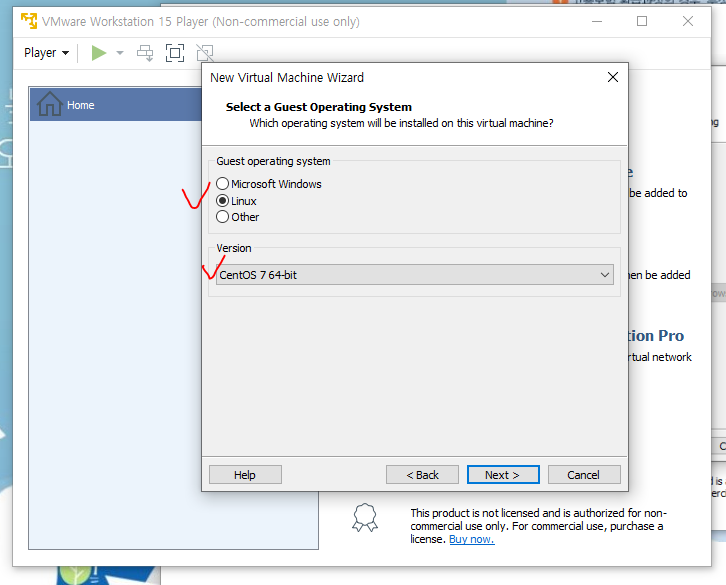 VMware Workstation 15 Player (Non-commercial use only)
Player
Home
New Virtual Machine Wizard
Select a Guest Operating System
Which operating system will be installed on this virtual machine?
Guest operating system
Microsoft Windows
Linux
Other
Version
CentOS 7 64-bit
Help
< Back
Next >
Cancel
be added to
en be added
tion Pro
rtual network
This product is not licensed and is authorized for non-
commercial use only. For commercial use, purchase a
license. Buy now.